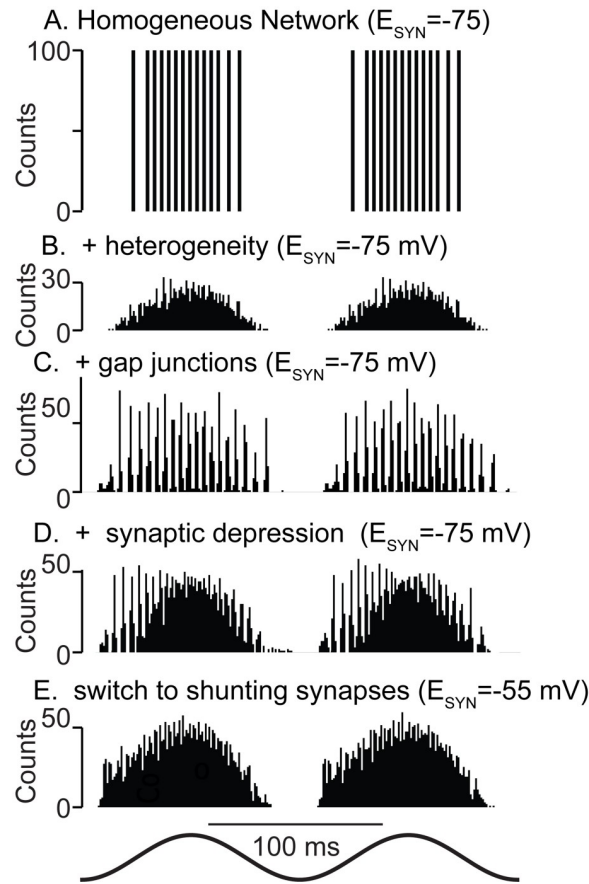 A. Homogeneous Network (ESYN=-75)
100
Counts
0
B. + heterogeneity (ESYN=-75 mV)
30
Counts
0
C. + gap junctions (ESYN=-75 mV)
50
Counts
0
D. + synaptic depression (ESYN=-75 mV)
50
Counts
0
E. switch to shunting synapses (ESYN=-55 mV)
50
Counts
0
100 ms